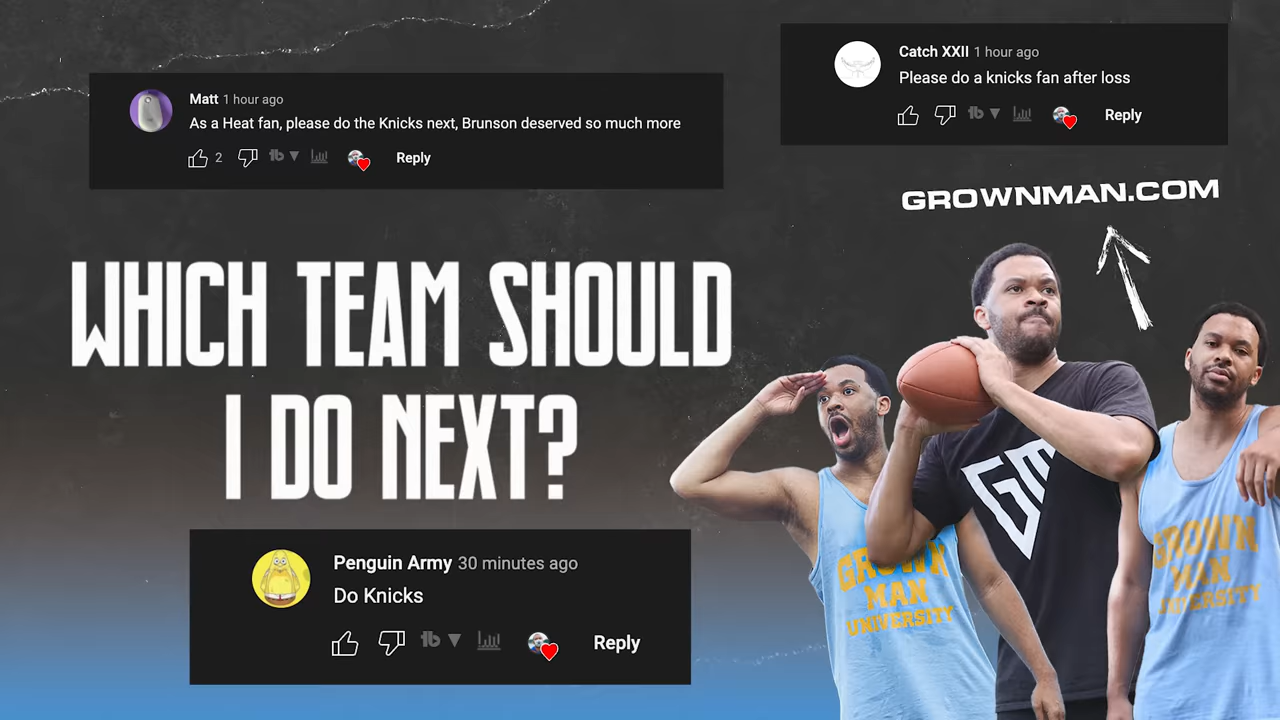 Matt 1 hour ago
As a Heat fan, please do the Knicks next, Brunson deserved so much more
2
Reply
Catch XXII 1 hour ago
Please do a knicks fan after loss
Reply
GROWNMAN.COM
WHICH TEAM SHOULD
I DO NEXT?
Penguin Army 30 minutes ago
Do Knicks
Reply
GROWN
MAN
UNIVERSITY
GM
GROWN
MAN
UNIVERSITY